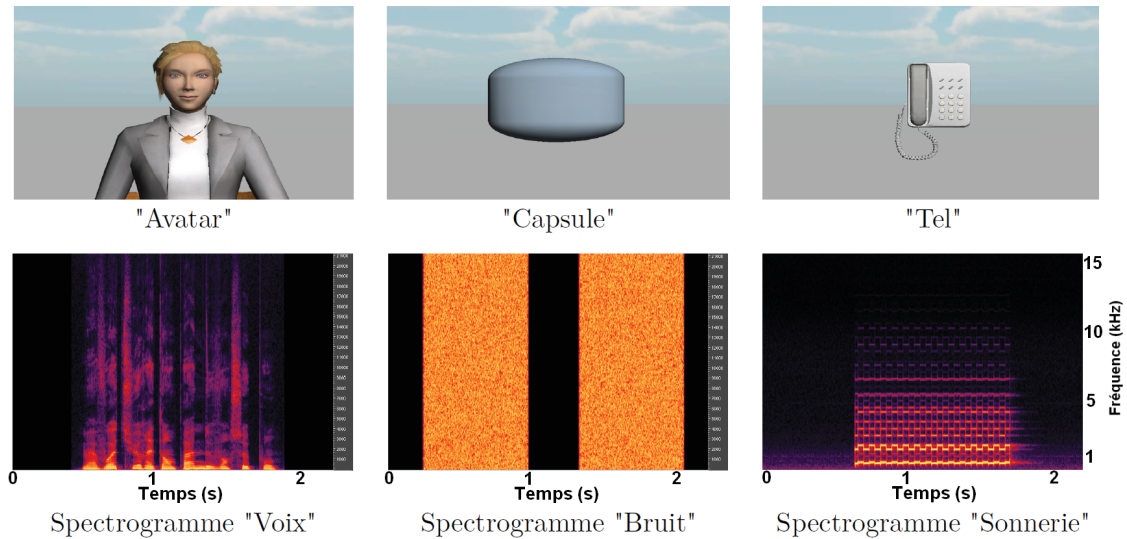 "Avatar" "Capsule" "Tel"
15
10
5
1
Fréquence (kHz)
0 1 2 0 1 2 0 1 2
Temps (s) Temps (s) Temps (s)
Spectrogramme "Voix" Spectrogramme "Bruit" Spectrogramme "Sonnerie"